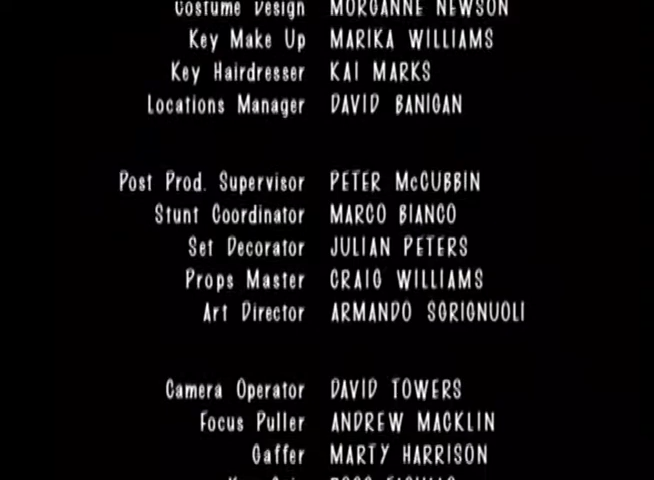 Costume Design MORGANNE NEWSON
Key Make Up MARIKA WILLIAMS
Key Hairdresser KAI MARKS
Locations Manager DAVID BANIGAN
Post Prod. Supervisor PETER McCUBBIN
Stunt Coordinator MARCO BIANCO
Set Decorator JULIAN PETERS
Props Master CRAIG WILLIAMS
Art Director ARMANDO SGRIGNUOLI
Camera Operator DAVID TOWERS
Focus Puller ANDREW MACKLIN
Gaffer MARTY HARRISON